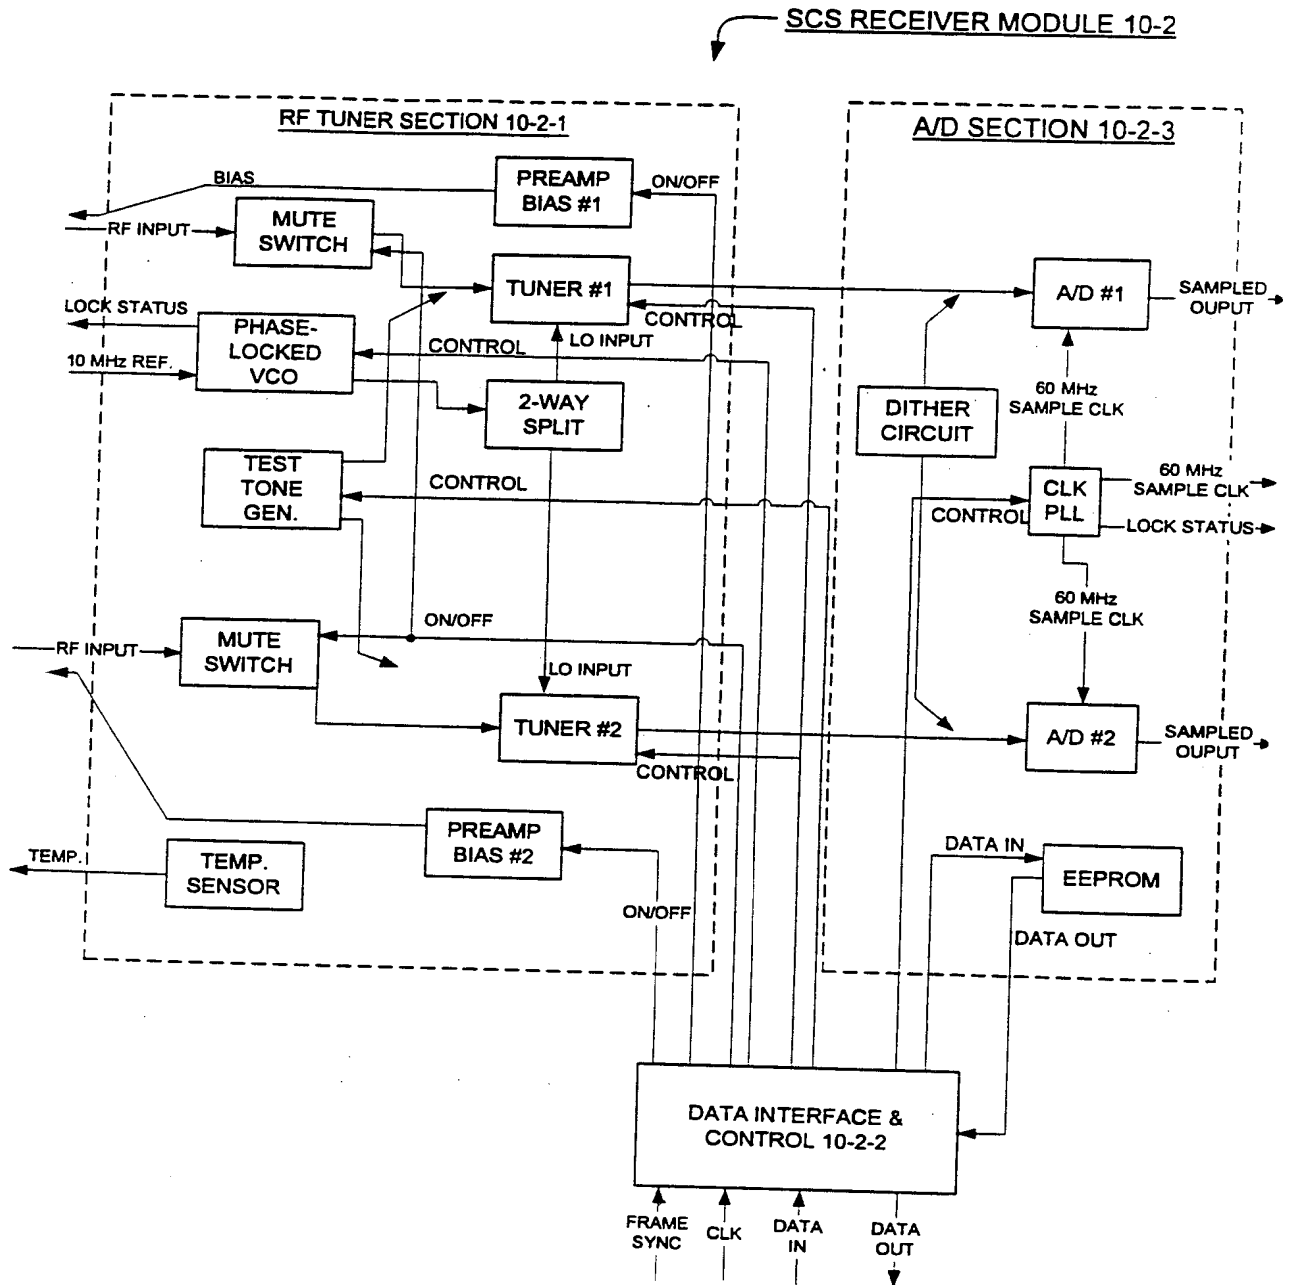 SCS RECEIVER MODULE 10-2
RF TUNER SECTION 10-2-1
A/D SECTION 10-2-3
BIAS
PREAMP
BIAS #1
ON/OFF
RF INPUT
MUTE
SWITCH
TUNER #1
A/D #1
SAMPLED
OUPUT
LOCK STATUS
CONTROL
PHASE-
LOCKED
VCO
CONTROL
LO INPUT
10 MHz REF.
2-WAY
SPLIT
DITHER
CIRCUIT
60 MHz
SAMPLE CLK
TEST
TONE
GEN.
CONTROL
CLK
PLL
60 MHz
SAMPLE CLK
CONTROL
LOCK STATUS
60 MHz
SAMPLE CLK
ON/OFF
RF INPUT
MUTE
SWITCH
LO INPUT
TUNER #2
A/D #2
SAMPLED
OUPUT
CONTROL
PREAMP
BIAS #2
TEMP.
TEMP.
SENSOR
DATA IN
EEPROM
ON/OFF
DATA OUT
DATA INTERFACE &
CONTROL 10-2-2
FRAME
SYNC
CLK
DATA
IN
DATA
OUT